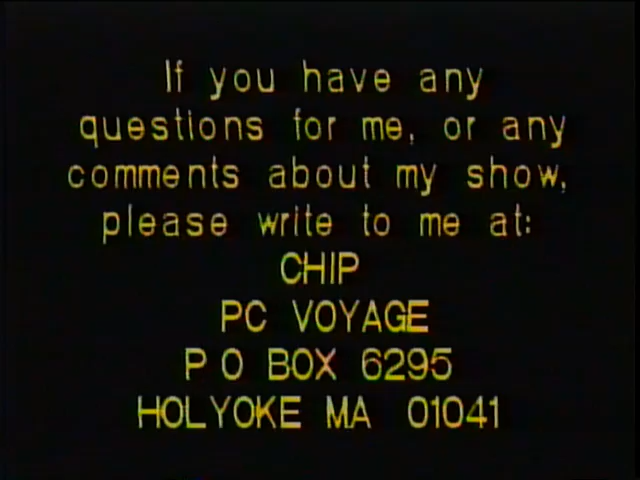 If you have any
questions for me, or any
comments about my show,
please write to me at:
CHIP
PC VOYAGE
P O BOX 6295
HOLYOKE MA 01041